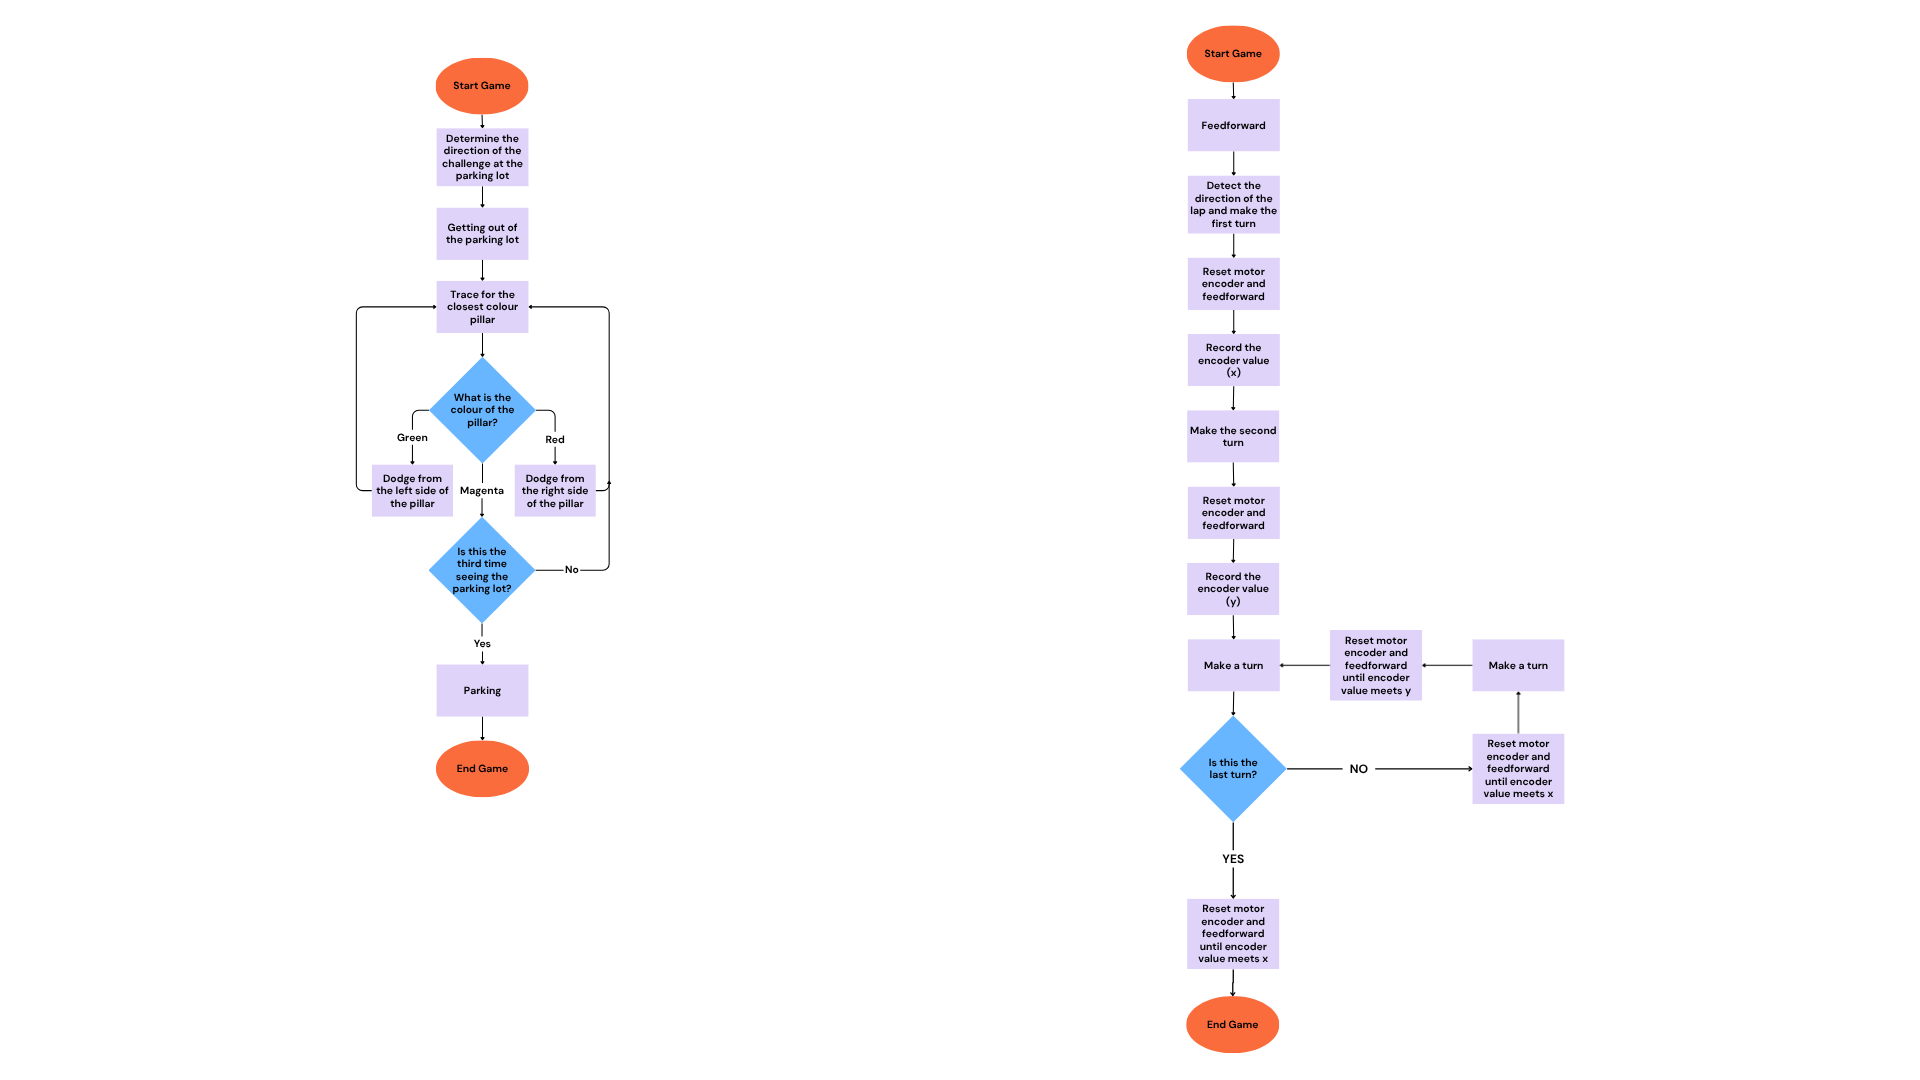 Start Game
Determine the
direction of the
challenge at the
parking lot
Getting out of
the parking lot
Trace for the
closest colour
pillar
What is the
colour of the
pillar?
Green
Red
Dodge from
the left side of
the pillar
Magenta
Dodge from
the right side
of the pillar
Is this the
third time
seeing the
parking lot?
No
Yes
Parking
End Game
Start Game
Feedforward
Detect the
direction of the
lap and make the
first turn
Reset motor
encoder and
feedforward
Record the
encoder value
(x)
Make the second
turn
Reset motor
encoder and
feedforward
Record the
encoder value
(y)
Make a turn
Reset motor
encoder and
feedforward
until encoder
value meets y
Make a turn
Is this the
last turn?
NO
Reset motor
encoder and
feedforward
until encoder
value meets x
YES
Reset motor
encoder and
feedforward
until encoder
value meets x
End Game